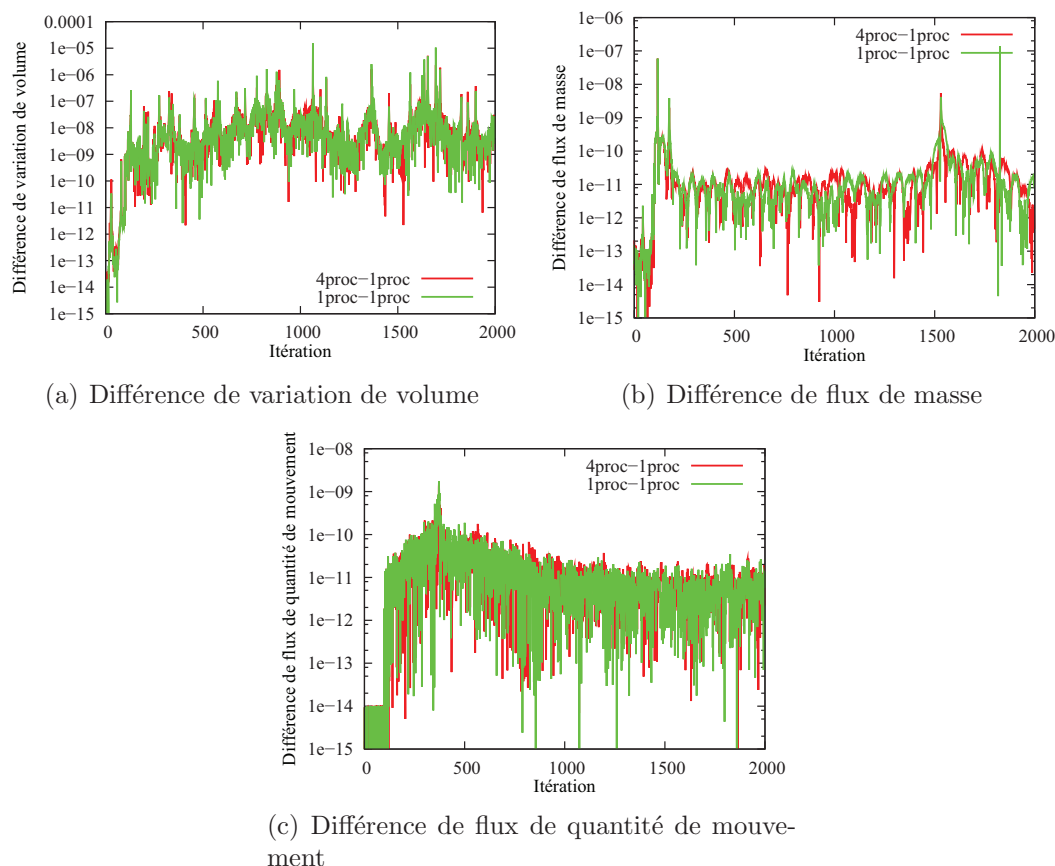 Différence de variation de volume
0.0001
1e−05
1e−06
1e−07
1e−08
1e−09
1e−10
1e−11
1e−12
1e−13
1e−14
1e−15
4proc−1proc
1proc−1proc
0 500 1000 1500 2000
Itération
(a) Différence de variation de volume
Différence de flux de masse
1e−06
1e−07
1e−08
1e−09
1e−10
1e−11
1e−12
1e−13
1e−14
1e−15
4proc−1proc
1proc−1proc
0 500 1000 1500 2000
Itération
(b) Différence de flux de masse
Différence de flux de quantité de mouvement
1e−08
1e−09
1e−10
1e−11
1e−12
1e−13
1e−14
1e−15
4proc−1proc
1proc−1proc
0 500 1000 1500 2000
Itération
(c) Différence de flux de quantité de mouve-
ment